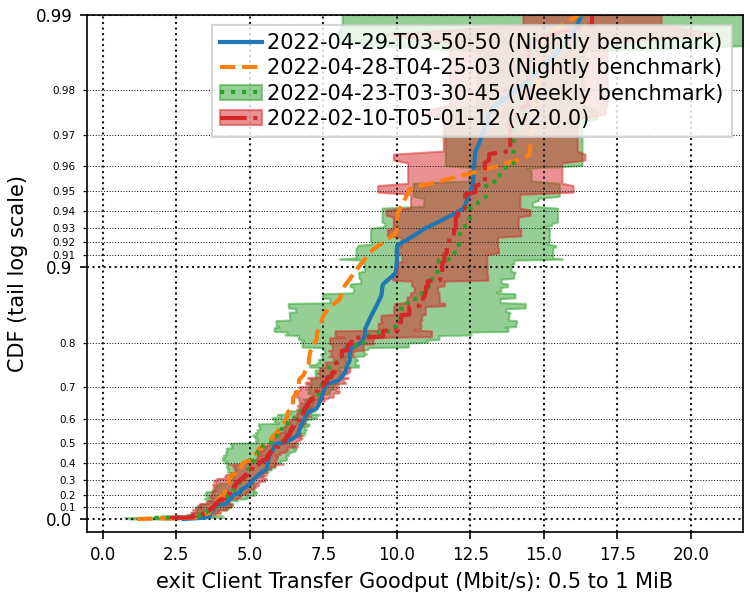 0.99
0.98
0.97
0.96
0.95
0.94
0.93
0.92
0.91
0.9
0.8
0.7
0.6
0.5
0.4
0.3
0.2
0.1
0.0
CDF (tail log scale)
2022-04-29-T03-50-50 (Nightly benchmark)
2022-04-28-T04-25-03 (Nightly benchmark)
2022-04-23-T03-30-45 (Weekly benchmark)
2022-02-10-T05-01-12 (v2.0.0)
0.0 2.5 5.0 7.5 10.0 12.5 15.0 17.5 20.0
exit Client Transfer Goodput (Mbit/s): 0.5 to 1 MiB